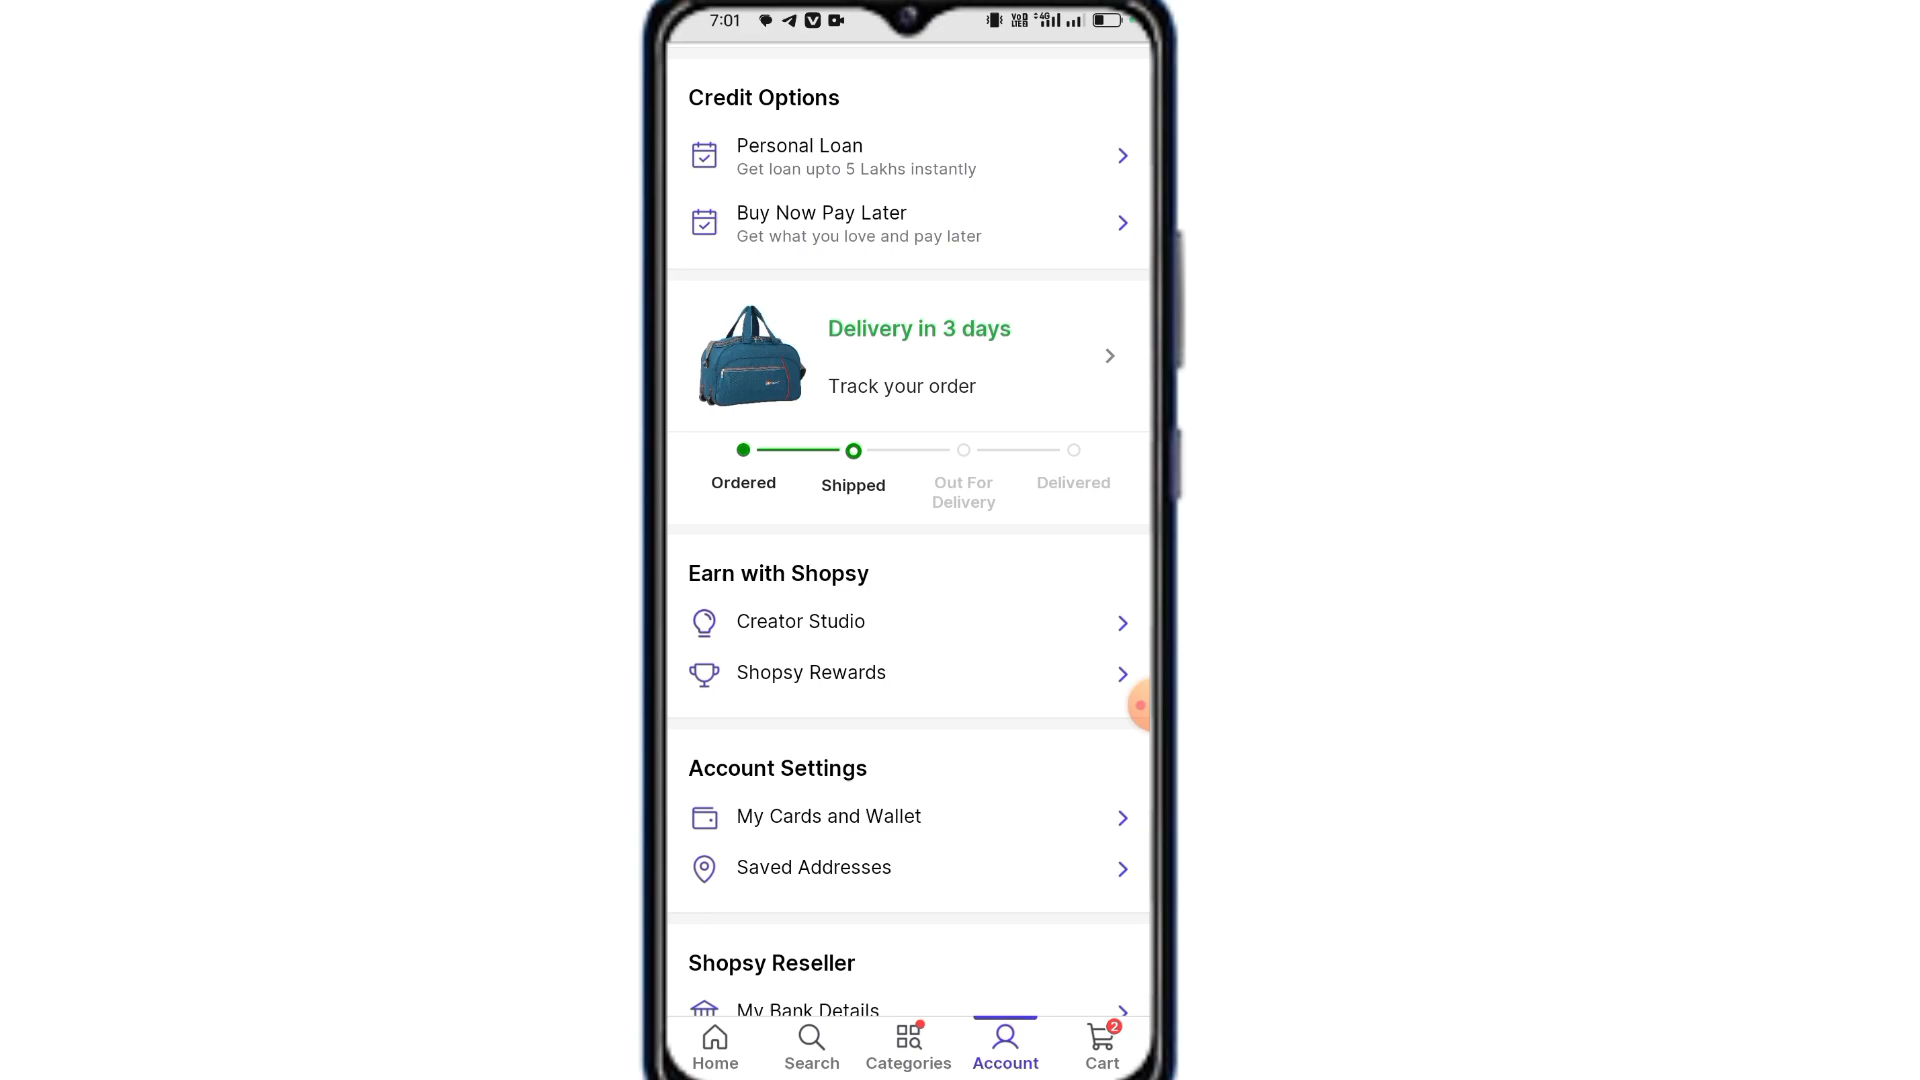 7:01
Credit Options
Personal Loan
Get loan upto 5 Lakhs instantly
Buy Now Pay Later
Get what you love and pay later
Delivery in 3 days
Track your order
Ordered
Shipped
Out For
Delivery
Delivered
Earn with Shopsy
Creator Studio
Shopsy Rewards
Account Settings
My Cards and Wallet
Saved Addresses
Shopsy Reseller
My Bank Details
2
Home
Search
Categories
Account
Cart